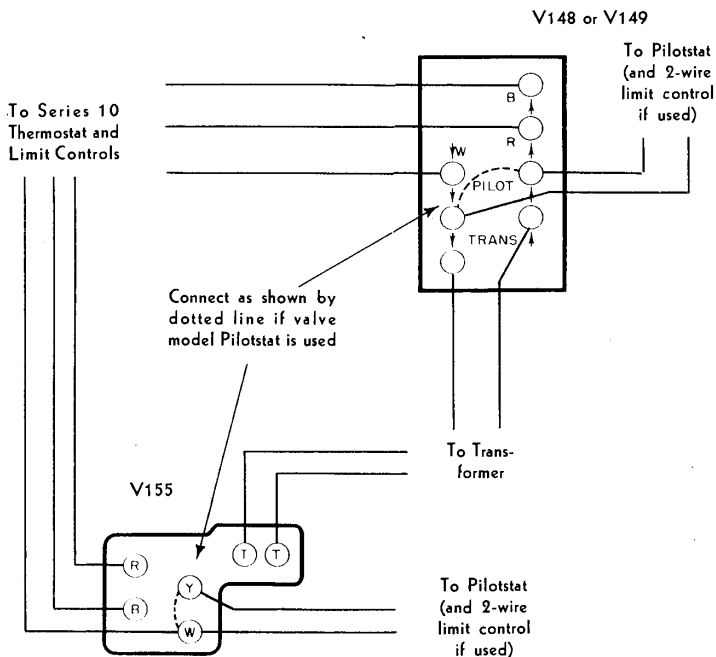 V148 or V149
To Pilotstat
(and 2-wire
limit control
if used)
To Series 10
Thermostat and
Limit Controls
B
R
W
PILOT
TRANS
Connect as shown by
dotted line if valve
model Pilotstat is used
To Trans-
former
V155
T T
R
Y
B
W
To Pilotstat
(and 2-wire
limit control
if used)